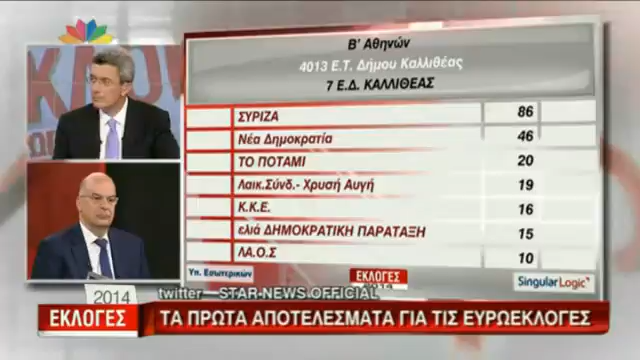 Β' Αθηνών
4013 Ε.Τ. Δήμου Καλλιθέας
7 Ε.Δ. ΚΑΛΛΙΘΕΑΣ
ΣΥΡΙΖΑ 86
Νέα Δημοκρατία 46
ΤΟ ΠΟΤΑΜΙ 20
Λαικ.Σύνδ.- Χρυσή Αυγή 19
Κ.Κ.Ε. 16
ελιά ΔΗΜΟΚΡΑΤΙΚΗ ΠΑΡΑΤΑΞΗ 15
ΛΑ.Ο.Σ 10
Υπ. Εσωτερικών ΕΚΛΟΓΕΣ SingularLogic
2014 twitter STAR NEWS OFFICIAL
ΕΚΛΟΓΕΣ ΤΑ ΠΡΩΤΑ ΑΠΟΤΕΛΕΣΜΑΤΑ ΓΙΑ ΤΙΣ ΕΥΡΩΕΚΛΟΓΕΣ